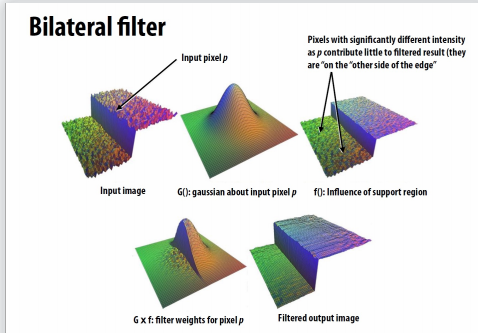 Bilateral filter
Pixels with significantly different intensity
as p contribute little to filtered result (they
are “on the “other side of the edge”
Input pixel p
Input image
G(): gaussian about input pixel p
f(): Influence of support region
G x f: filter weights for pixel p
Filtered output image